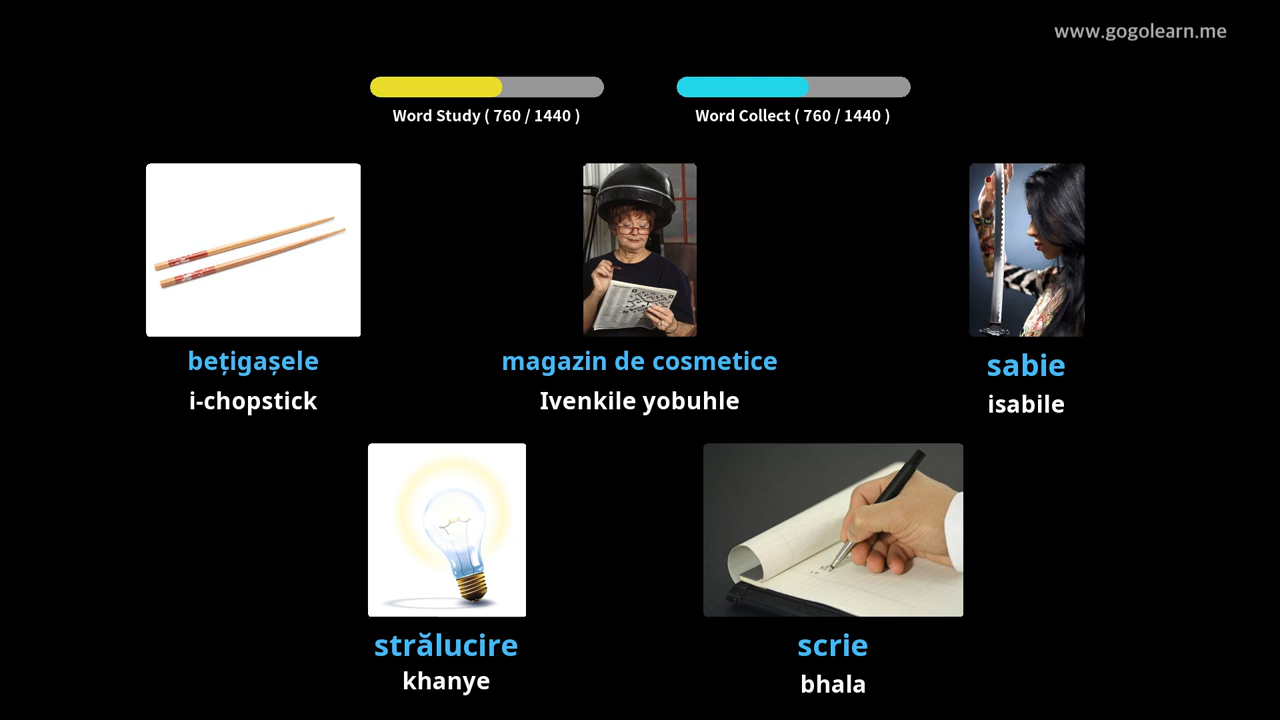 www.gogolearn.me
Word Study ( 760 / 1440 )
Word Collect ( 760 / 1440 )
bețigașele
magazin de cosmetice
sabie
i-chopstick
Ivenkile yobuhle
isabile
strălucire
scrie
khanye
bhala